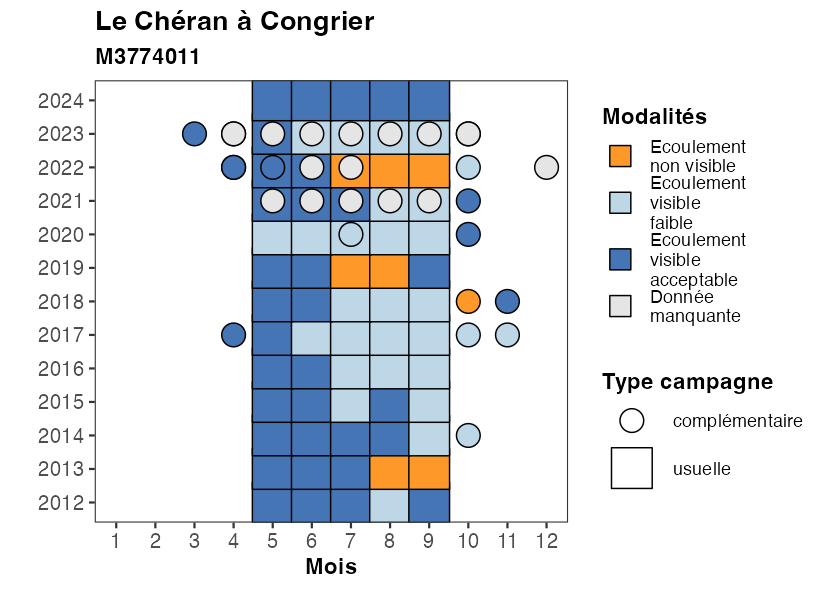 Le Chéran à Congrier
M3774011
2024
2023
2022
2021
2020
2019
2018
2017
2016
2015
2014
2013
2012
1 2 3 4 5 6 7 8 9 10 11 12
Mois
Modalités
Ecoulement
non visible
Ecoulement
visible
faible
Ecoulement
visible
acceptable
Donnée
manquante
Type campagne
complémentaire
usuelle